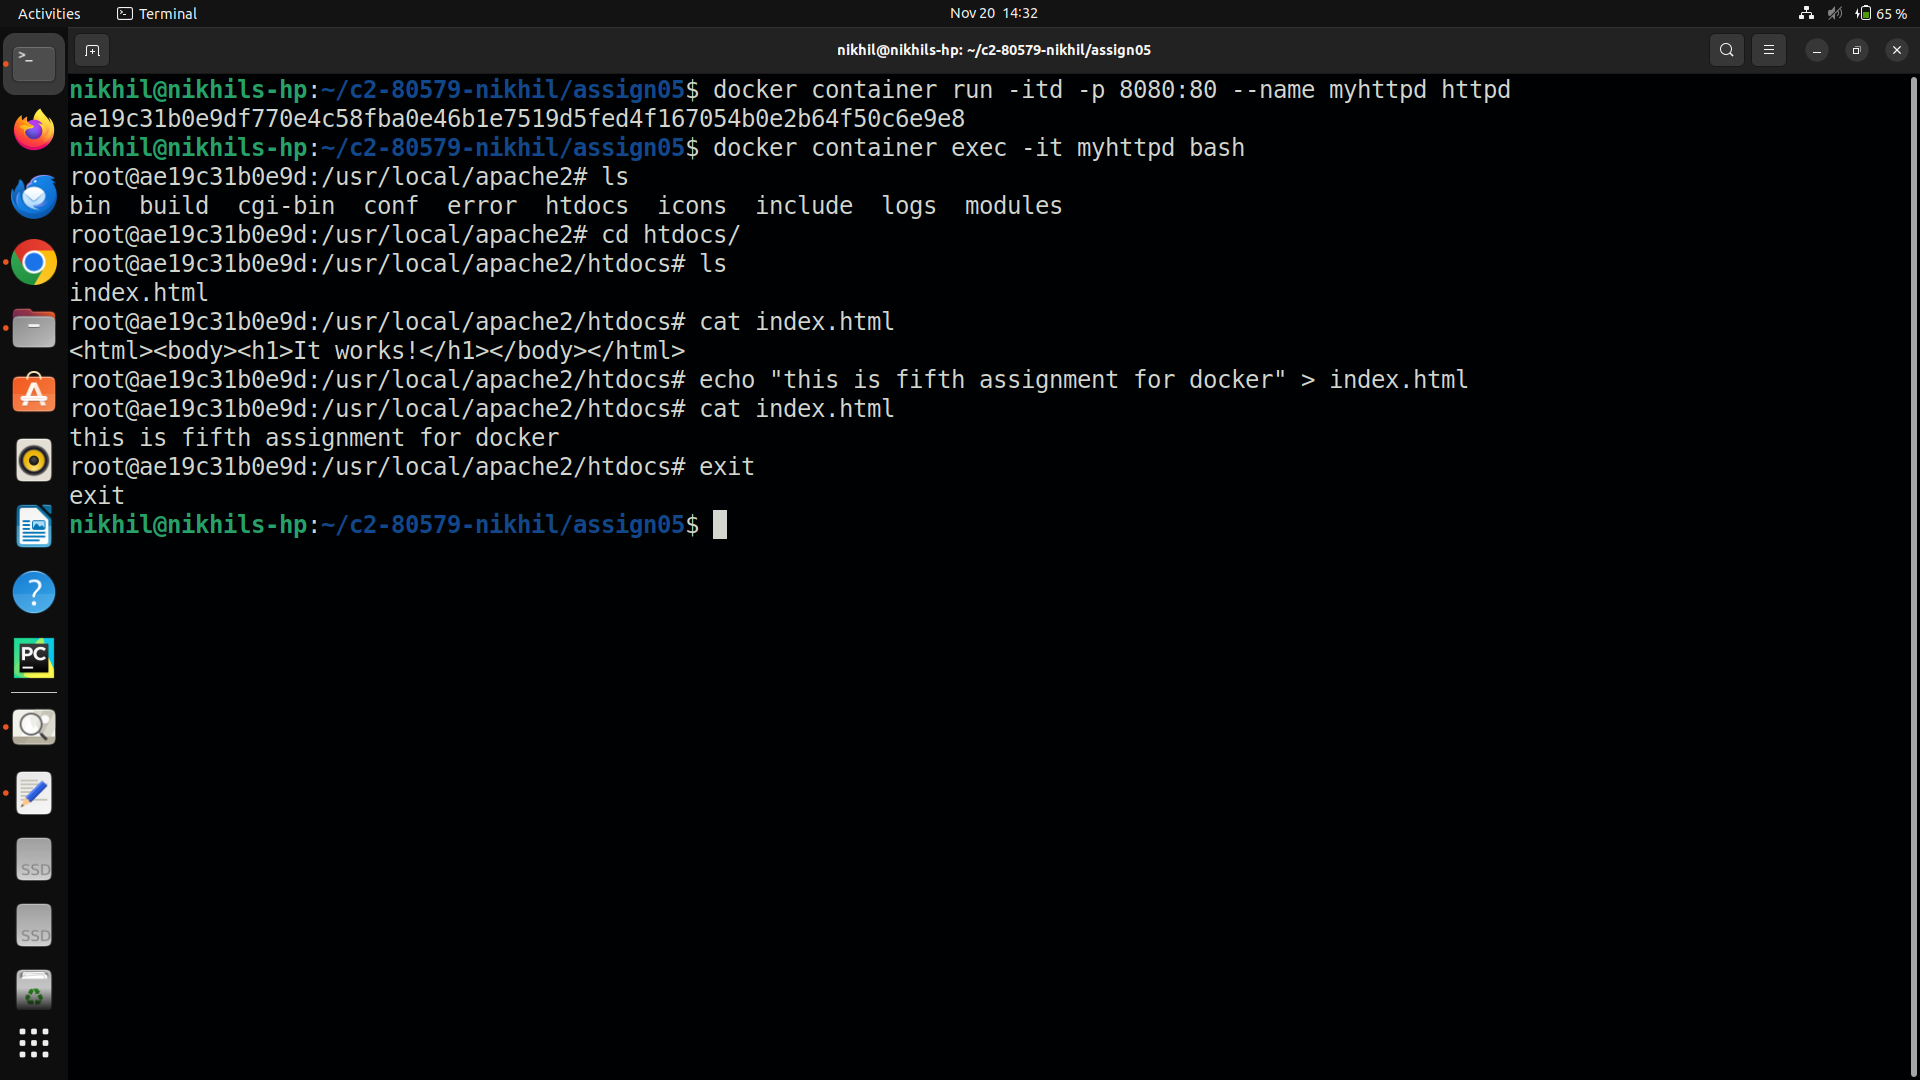 Activities
Terminal
Nov 20 14:32
65 %
nikhil@nikhils-hp: ~/c2-80579-nikhil/assign05
nikhil@nikhils-hp:~/c2-80579-nikhil/assign05$ docker container run -itd -p 8080:80 --name myhttpd httpd
ae19c31b0e9df770e4c58fba0e46b1e7519d5fed4f167054b0e2b64f50c6e9e8
nikhil@nikhils-hp:~/c2-80579-nikhil/assign05$ docker container exec -it myhttpd bash
root@ae19c31b0e9d:/usr/local/apache2# ls
bin  build  cgi-bin  conf  error  htdocs  icons  include  logs  modules
root@ae19c31b0e9d:/usr/local/apache2# cd htdocs/
root@ae19c31b0e9d:/usr/local/apache2/htdocs# ls
index.html
root@ae19c31b0e9d:/usr/local/apache2/htdocs# cat index.html
<html><body><h1>It works!</h1></body></html>
root@ae19c31b0e9d:/usr/local/apache2/htdocs# echo "this is fifth assignment for docker" > index.html
root@ae19c31b0e9d:/usr/local/apache2/htdocs# cat index.html
this is fifth assignment for docker
root@ae19c31b0e9d:/usr/local/apache2/htdocs# exit
exit
nikhil@nikhils-hp:~/c2-80579-nikhil/assign05$
PC
SSD
SSD